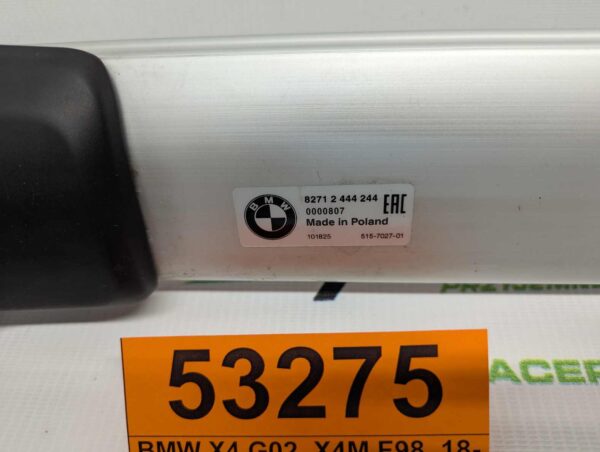 BMW
8271 2 444 244
0000807
EAC
Made in Poland
101825 515-7027-01
53275
BMW X4 G02, X4M F98, 18-
ACER